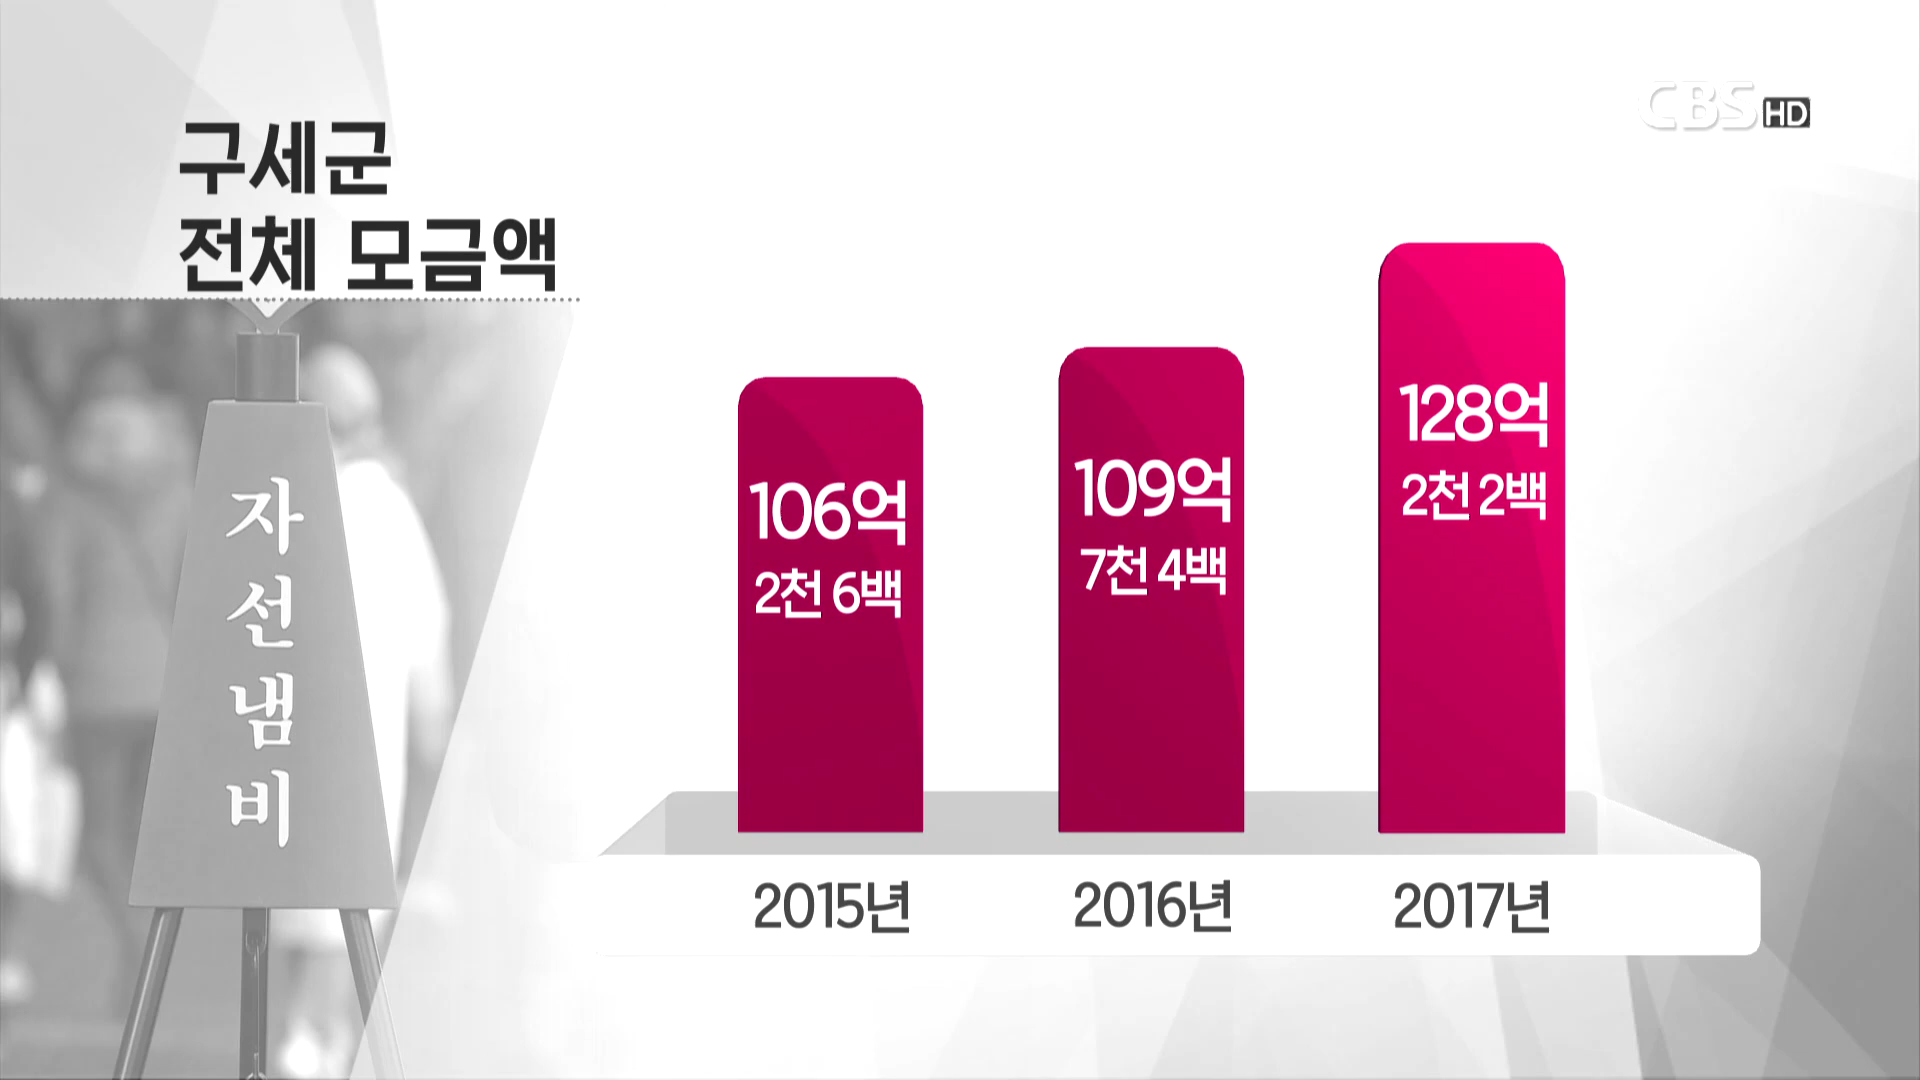 구세군
전체 모금액
CBS HD
자선냄비
106억
2천 6백
109억
7천 4백
128억
2천 2백
2015년
2016년
2017년